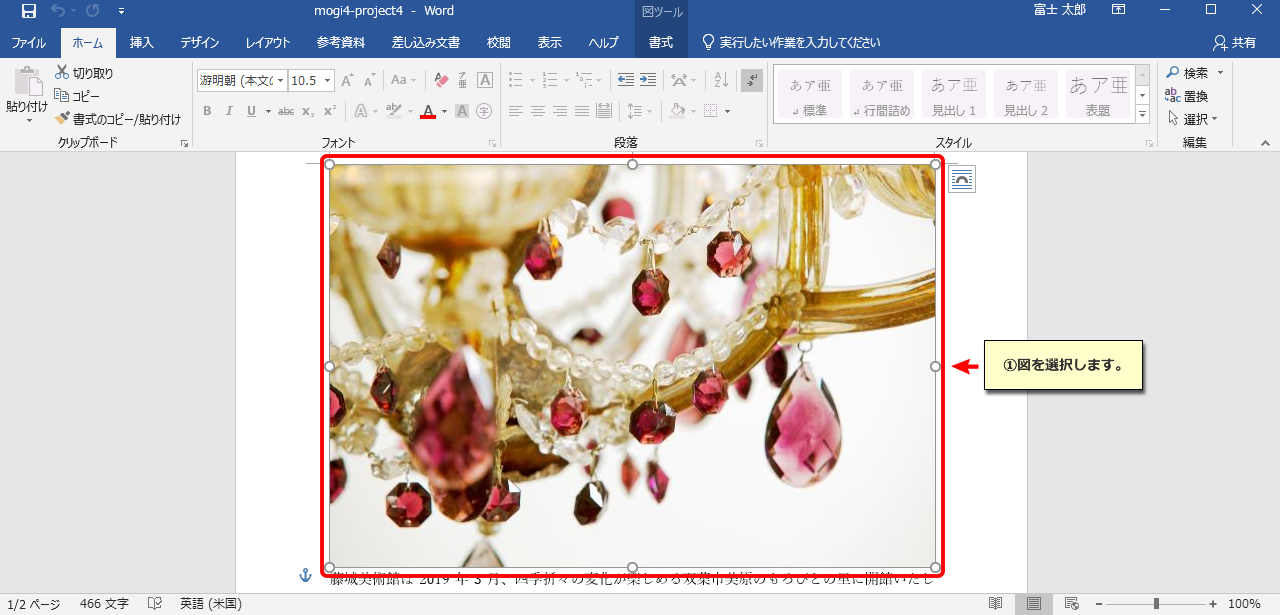 mogi4-project4 - Word
図ツール
富士 太郎
ファイル ホーム 挿入 デザイン レイアウト 参考資料 差し込み文書 校閲 表示 ヘルプ 書式 実行したい作業を入力してください 共有
貼り付け
切り取り
コピー
書式のコピー/貼り付け
クリップボード
游明朝 (本文の 10.5
A A Aa A
B I U abc x₂ x² A ab A A 字
フォント
段落
あア亜 あア亜 あア亜 あア亜 あア亜
標準 行間詰め 見出し 1 見出し 2 表題
スタイル
検索
置換
選択
編集
①図を選択します。
藤城美術館は 2019 年 3 月、四季折々の変化が楽しめる双葉市美原のもろびとの里に開館いたし
1/2 ページ 466 文字 英語 (米国) 100%